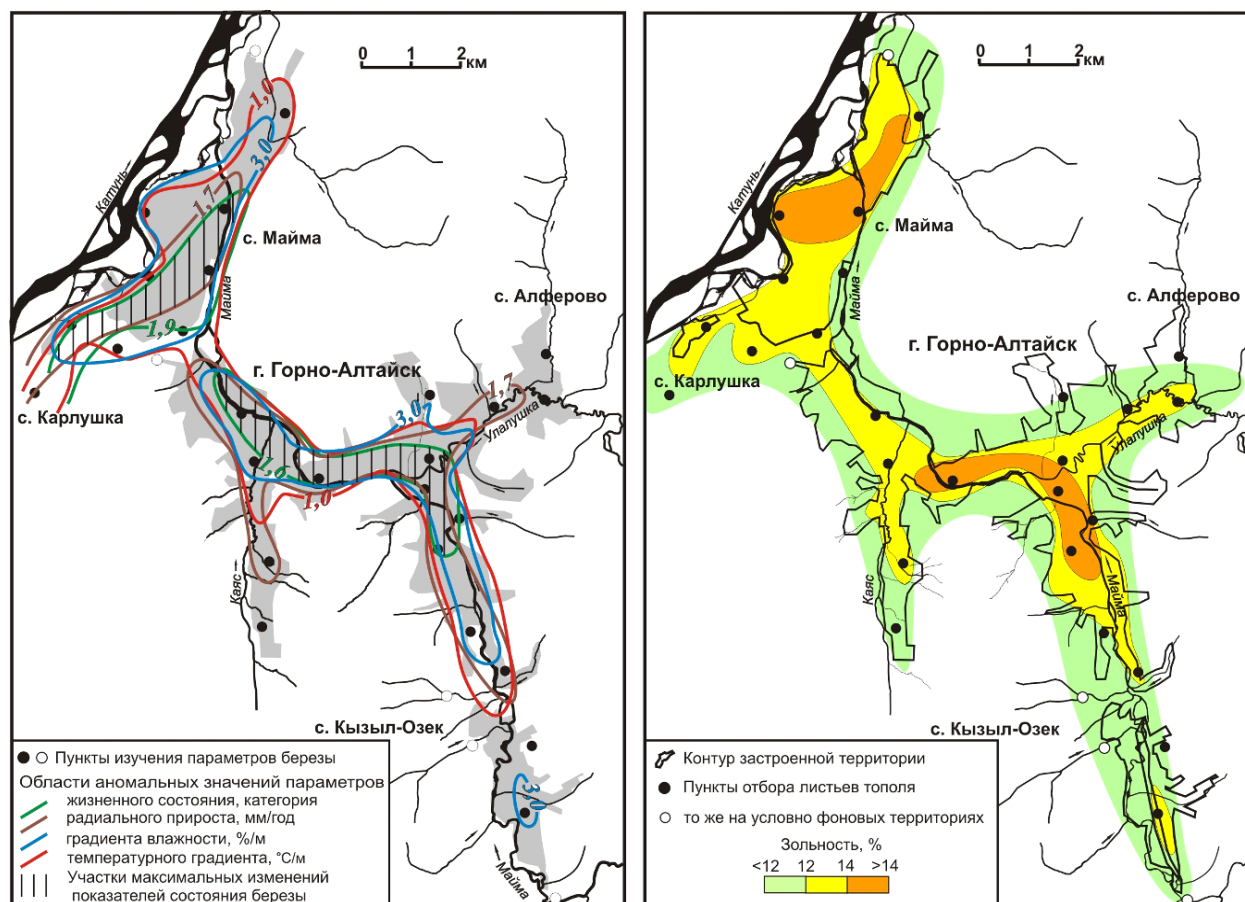 0 1 2
км
1,0
3,0
Катунь
1,7
с. Майма
Майма
с. Алферово
1,9
г. Горно-Алтайск
с. Карлушка
1,7
3,0
Улалушка
1,6
1,0
Каяс
с. Кызыл-Озек
3,0
Майма
Пункты изучения параметров березы
Области аномальных значений параметров
жизненного состояния, категория
радиального прироста, мм/год
градиента влажности, %/м
температурного градиента, °С/м
Участки максимальных изменений
показателей состояния березы
0 1 2
км
Катунь
с. Майма
Майма
с. Алферово
г. Горно-Алтайск
с. Карлушка
Улалушка
Каяс
Майма
с. Кызыл-Озек
Контур застроенной территории
Пункты отбора листьев тополя
то же на условно фоновых территориях
Зольность, %
<12 12 14 >14